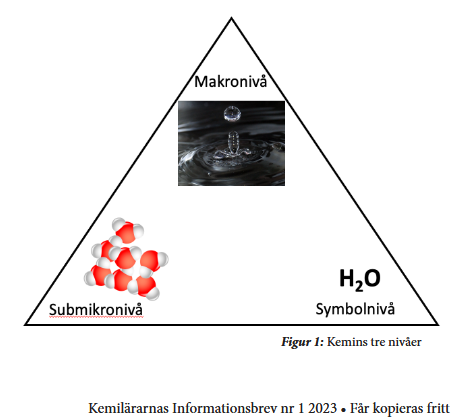 Makronivå
H₂O
Submikronivå
Symbolnivå
Figur 1: Kemins tre nivåer
Kemilärarnas Informationsbrev nr 1 2023 • Får kopieras fritt